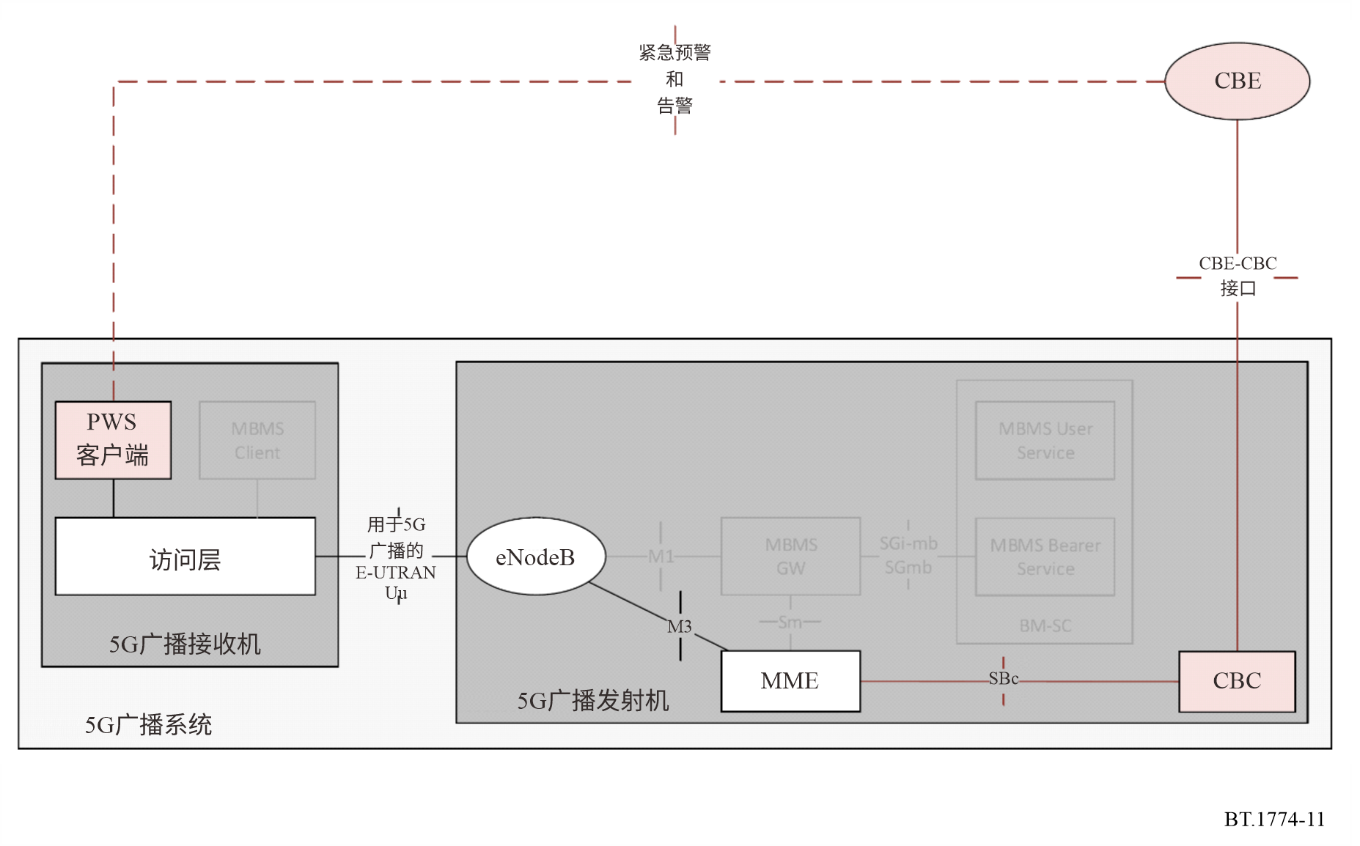 紧急预警
和
告警
CBE
CBE-CBC
接口
PWS
客户端
MBMS
Client
访问层
5G广播接收机
用于5G
广播的
E-UTRAN
Uu
eNodeB
M1
MBMS
GW
SGi-mb
SGmb
MBMS User
Service
MBMS Bearer
Service
BM-SC
M3
Sm
MME
SBc
CBC
5G广播发射机
5G广播系统
BT.1774-11